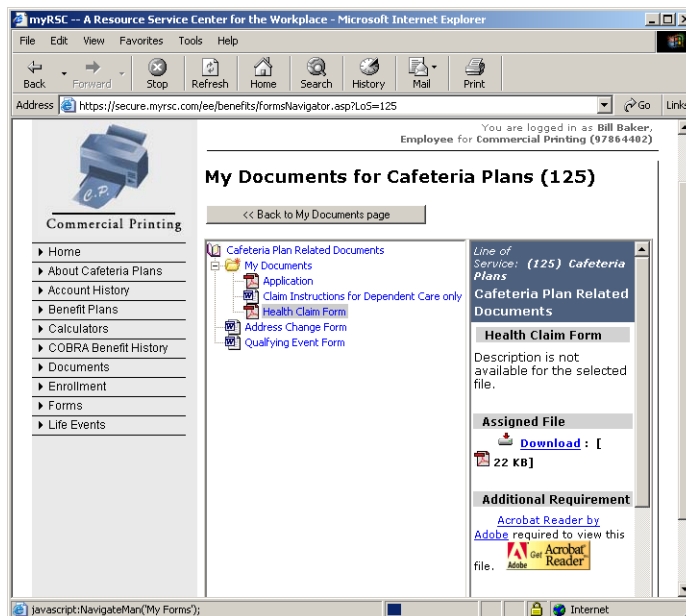 myRSC -- A Resource Service Center for the Workplace - Microsoft Internet Explorer
File Edit View Favorites Tools Help
Back Forward Stop Refresh Home Search History Mail Print
Address https://secure.myrsc.com/ee/benefits/formsNavigator.asp?LoS=125 Go Links
You are logged in as Bill Baker,
Employee for Commercial Printing (97864402)
C.P.
Commercial Printing
Home
About Cafeteria Plans
Account History
Benefit Plans
Calculators
COBRA Benefit History
Documents
Enrollment
Forms
Life Events
My Documents for Cafeteria Plans (125)
<< Back to My Documents page
Cafeteria Plan Related Documents
My Documents
Application
Claim Instructions for Dependent Care only
Health Claim Form
Address Change Form
Qualfying Event Form
Line of
Service: (125) Cafeteria
Plans
Cafeteria Plan Related
Documents
Health Claim Form
Description is not
available for the selected
file.
Assigned File
Download : [
22 KB]
Additional Requirement
Acrobat Reader by
Adobe required to view this
file. Adobe Get Acrobat Reader
javascript:NavigateMan('My Forms'); Internet